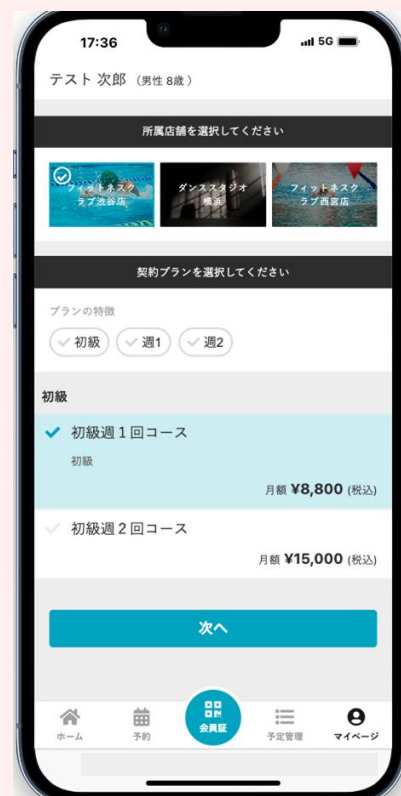 17:36
5G
テスト 次郎 (男性 8歳)
所属店舗を選択してください
フィットネスク
ラブ渋谷店
ダンススタジオ
横浜
フィットネスク
ラブ西宮店
契約プランを選択してください
プランの特徴
初級 週1 週2
初級
初級週1回コース
初級
月額 ¥8,800 (税込)
初級週2回コース
月額 ¥15,000 (税込)
次へ
ホーム 予約 会員証 予定管理 マイページ